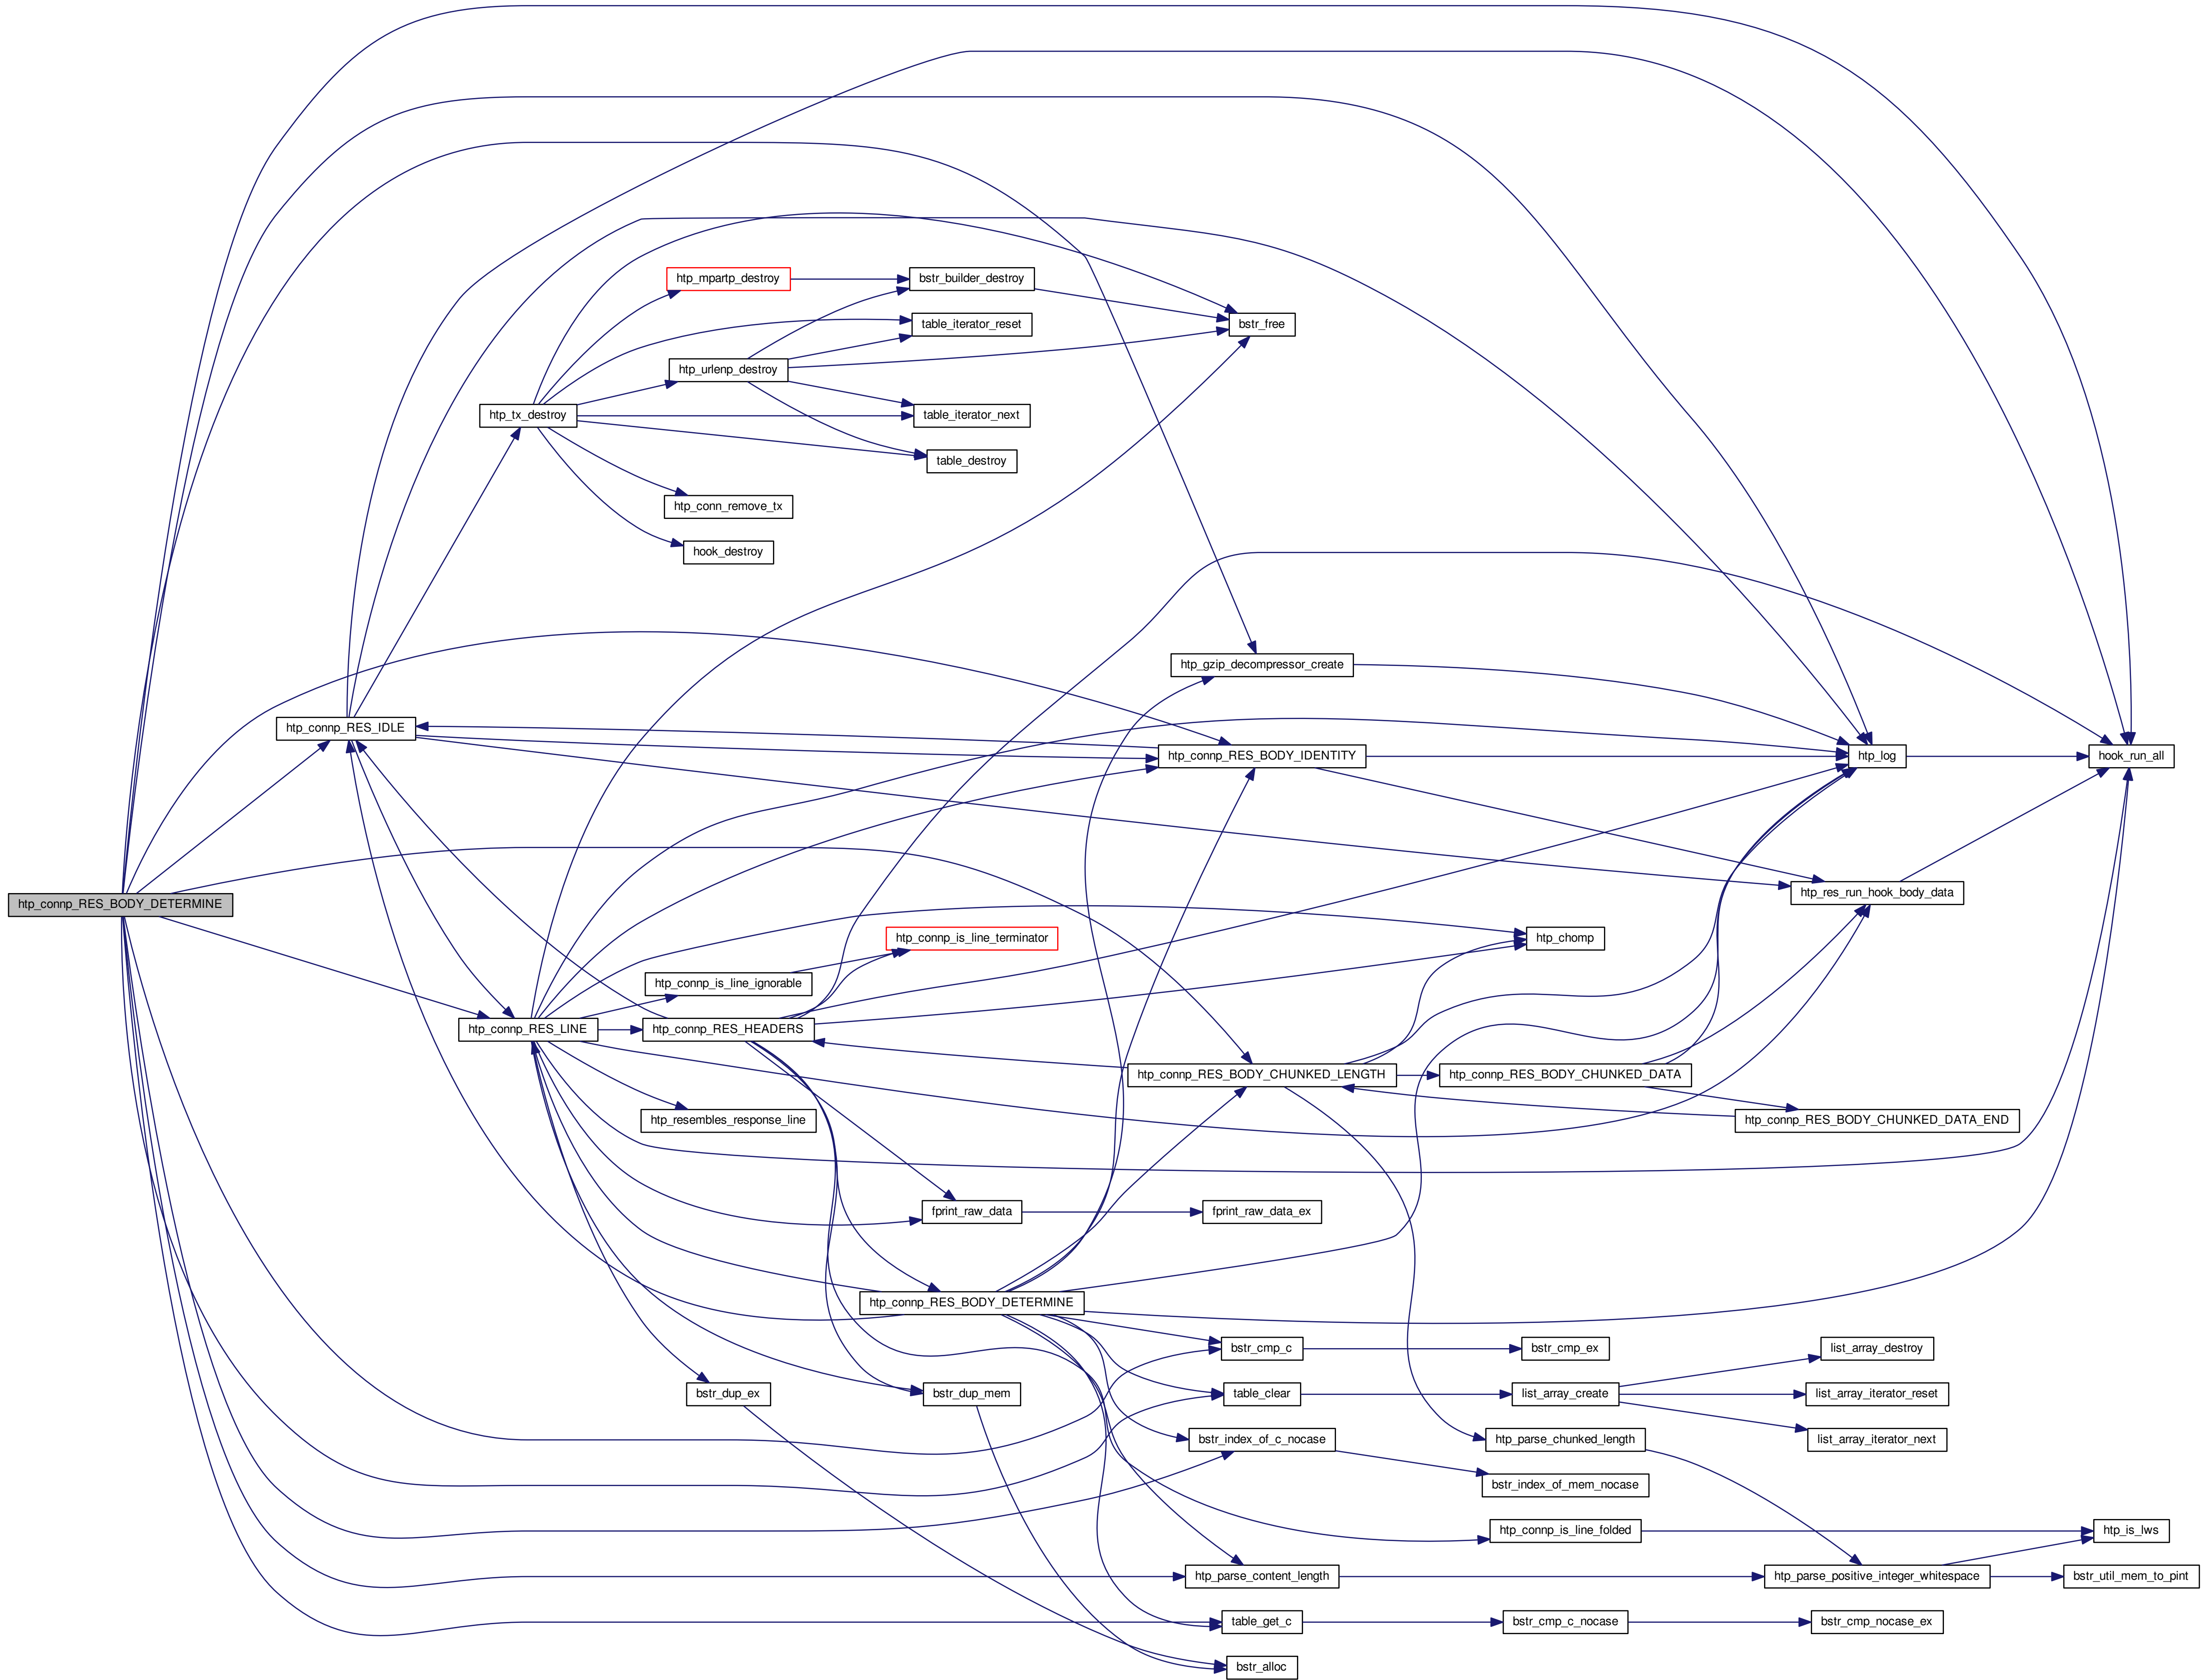 htp_mpartp_destroy
bstr_builder_destroy
table_iterator_reset
bstr_free
htp_urlenp_destroy
htp_tx_destroy
table_iterator_next
table_destroy
htp_conn_remove_tx
hook_destroy
htp_gzip_decompressor_create
htp_connp_RES_IDLE
htp_connp_RES_BODY_IDENTITY
htp_log
hook_run_all
htp_connp_RES_BODY_DETERMINE
htp_res_run_hook_body_data
htp_connp_is_line_terminator
htp_chomp
htp_connp_is_line_ignorable
htp_connp_RES_LINE
htp_connp_RES_HEADERS
htp_connp_RES_BODY_CHUNKED_LENGTH
htp_connp_RES_BODY_CHUNKED_DATA
htp_resembles_response_line
htp_connp_RES_BODY_CHUNKED_DATA_END
fprint_raw_data
fprint_raw_data_ex
htp_connp_RES_BODY_DETERMINE
bstr_cmp_c
bstr_cmp_ex
list_array_destroy
bstr_dup_ex
bstr_dup_mem
table_clear
list_array_create
list_array_iterator_reset
bstr_index_of_c_nocase
htp_parse_chunked_length
list_array_iterator_next
bstr_index_of_mem_nocase
htp_connp_is_line_folded
htp_is_lws
htp_parse_content_length
htp_parse_positive_integer_whitespace
bstr_util_mem_to_pint
table_get_c
bstr_cmp_c_nocase
bstr_cmp_nocase_ex
bstr_alloc